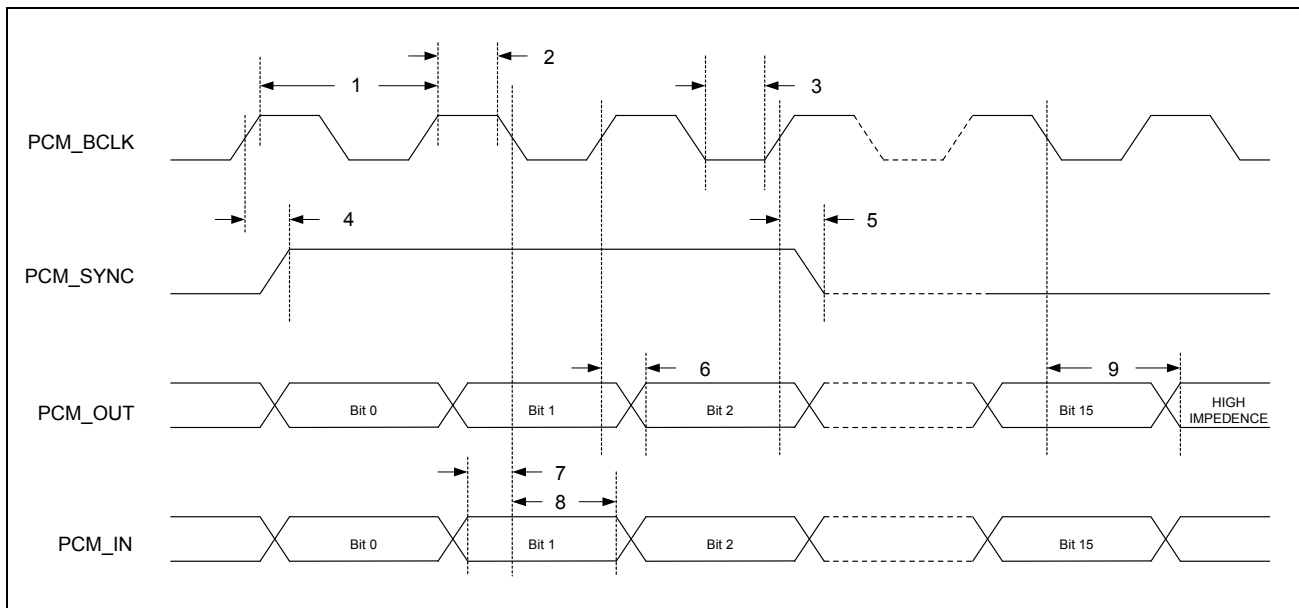 1
2
3
PCM_BCLK
4
5
PCM_SYNC
6
9
PCM_OUT
Bit 0
Bit 1
Bit 2
Bit 15
HIGH
IMPEDENCE
7
8
PCM_IN
Bit 0
Bit 1
Bit 2
Bit 15